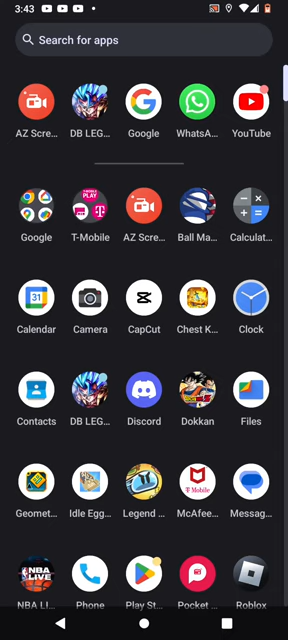 3:43
Search for apps
AZ Scre...
DB LEG...
Google
WhatsA...
YouTube
Google
T-Mobile
AZ Scre...
Ball Ma...
Calculat...
Calendar
Camera
CapCut
Chest K...
Clock
Contacts
DB LEG...
Discord
Dokkan
Files
Geomet...
Idle Egg...
Legend ...
McAfee...
Messag...
NBA LI...
Phone
Play St...
Pocket ...
Roblox